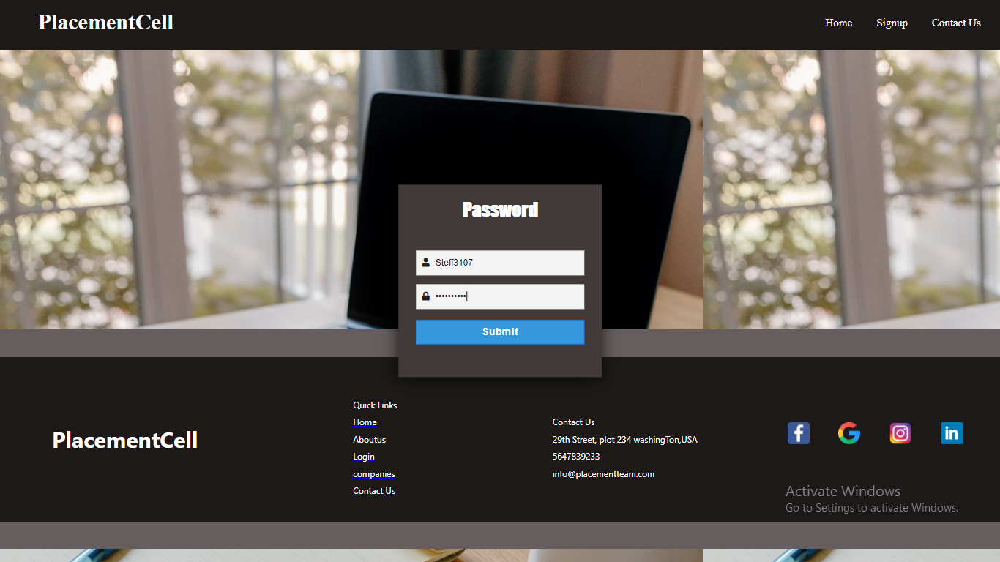 PlacementCell
Home
Signup
Contact Us
Password
Steff3107
••••••••••
Submit
PlacementCell
Quick Links
Home
Aboutus
Login
companies
Contact Us
Contact Us
29th Street, plot 234 washingTon,USA
5647839233
info@placementteam.com
f
G
in
Activate Windows
Go to Settings to activate Windows.